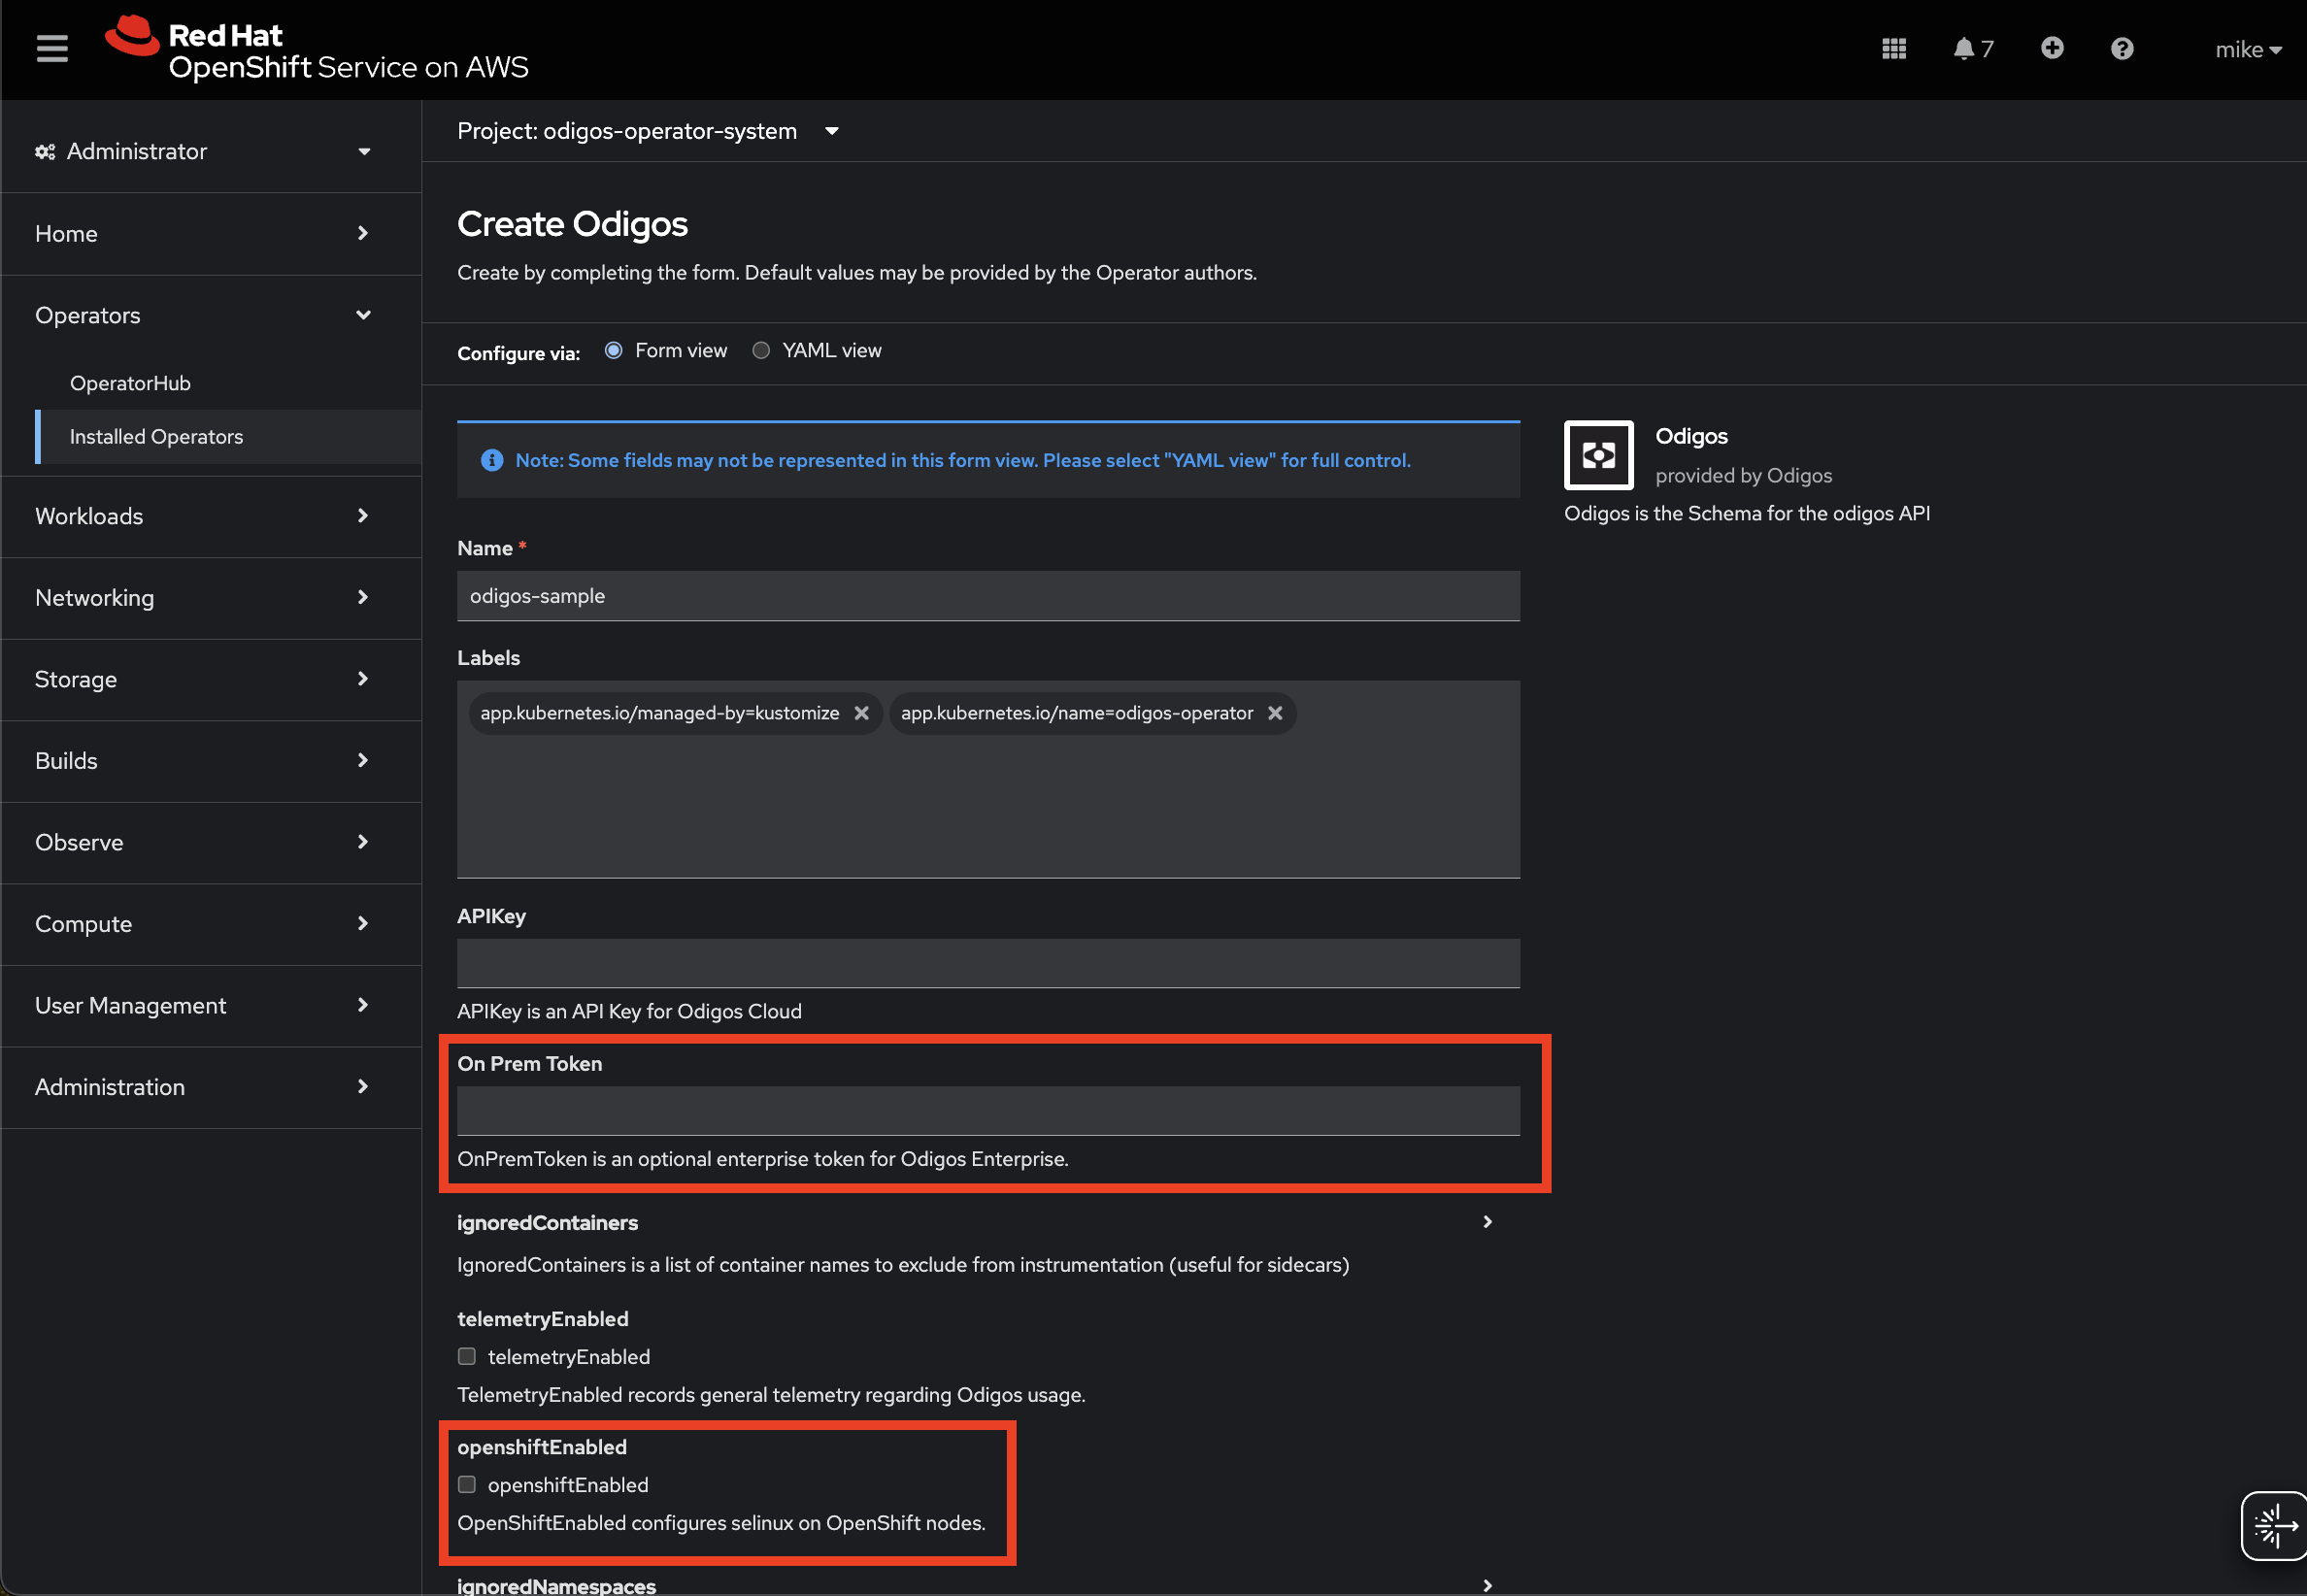 Red Hat
OpenShift Service on AWS
7
mike
Administrator
Home
Operators
OperatorHub
Installed Operators
Workloads
Networking
Storage
Builds
Observe
Compute
User Management
Administration
Project: odigos-operator-system
Create Odigos
Create by completing the form. Default values may be provided by the Operator authors.
Configure via: Form view YAML view
Note: Some fields may not be represented in this form view. Please select "YAML view" for full control.
Name *
odigos-sample
Labels
app.kubernetes.io/managed-by=kustomize app.kubernetes.io/name=odigos-operator
APIKey
APIKey is an API Key for Odigos Cloud
On Prem Token
OnPremToken is an optional enterprise token for Odigos Enterprise.
ignoredContainers
IgnoredContainers is a list of container names to exclude from instrumentation (useful for sidecars)
telemetryEnabled
telemetryEnabled
TelemetryEnabled records general telemetry regarding Odigos usage.
openshiftEnabled
openshiftEnabled
OpenShiftEnabled configures selinux on OpenShift nodes.
ignoredNamespaces
Odigos
provided by Odigos
Odigos is the Schema for the odigos API